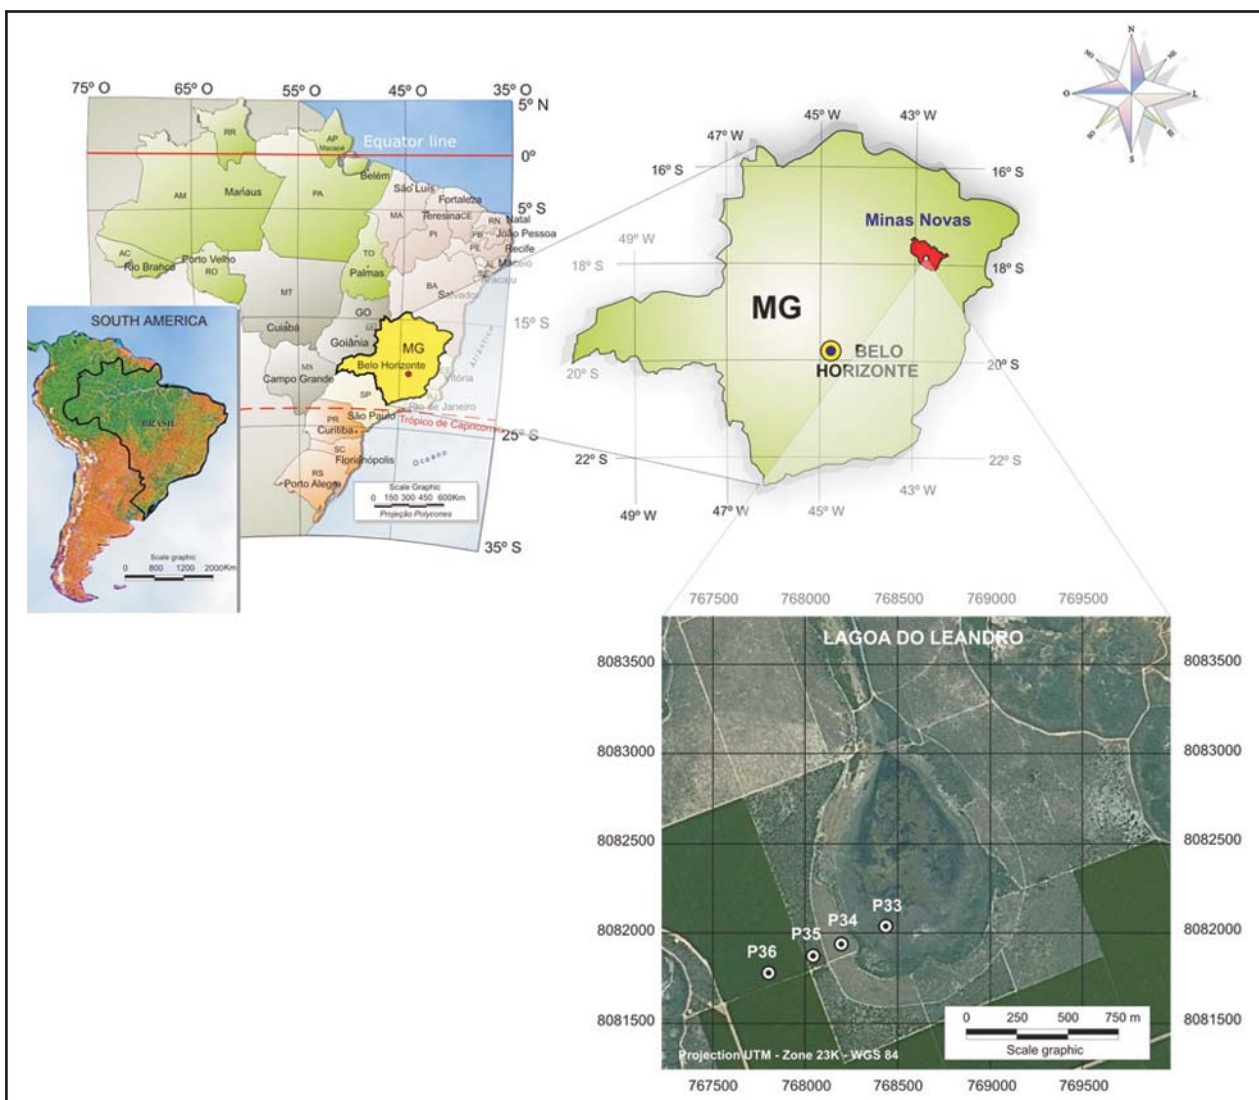 N
NO
NE
O
L
SO
SE
S
75º O
65º O
55º O
45º O
35º O
5º N
RR
AP
Macapá
Equator line
0º
Belém
AM
Manaus
PA
São Luís
Fortaleza
5º S
MA
Teresina
CE
RN
Natal
PI
PB
João Pessoa
PE
Recife
AC
Rio Branco
Porto Velho
RO
TO
Palmas
AL
Maceió
SE
Aracaju
MT
BA
Salvador
GO
15º S
Cuiabá
Goiânia
MG
Belo Horizonte
MS
Campo Grande
Vitória
SP
RJ
Rio de Janeiro
São Paulo
Trópico de Capricorn
PR
Curitiba
25º S
SC
Florianópolis
Oceano
Atlântico
RS
Porto Alegre
Scale Graphic
0 150 300 450 600Km
Projeção Polycones
35º S
SOUTH AMERICA
BRASIL
Scale graphic
0 800 1200 2000Km
47º W
45º W
43º W
16º S
16º S
Minas Novas
49º W
18º S
18º S
MG
BELO
HORIZONTE
20º S
20º S
22º S
22º S
43º W
49º W
47º W
45º W
767500 768000 768500 769000 769500
LAGOA DO LEANDRO
8083500
8083500
8083000
8083000
8082500
8082500
P33
P34
P35
P36
8082000
8082000
0 250 500 750 m
Scale graphic
8081500
8081500
Projection UTM - Zone 23K - WGS 84
767500 768000 768500 769000 769500